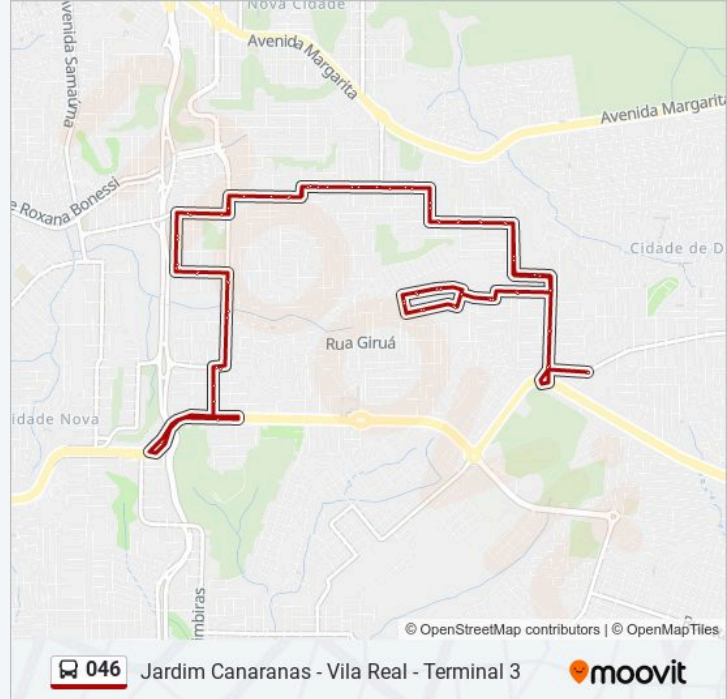 Nova Cidade
Avenida Margarita
Avenida Samaúma
Avenida Margarita
e Roxana Bonessi
Cidade de D
Rua Giruá
idade Nova
imbiras
© OpenStreetMap contributors | © OpenMapTiles
046 Jardim Canaranas - Vila Real - Terminal 3 moovit